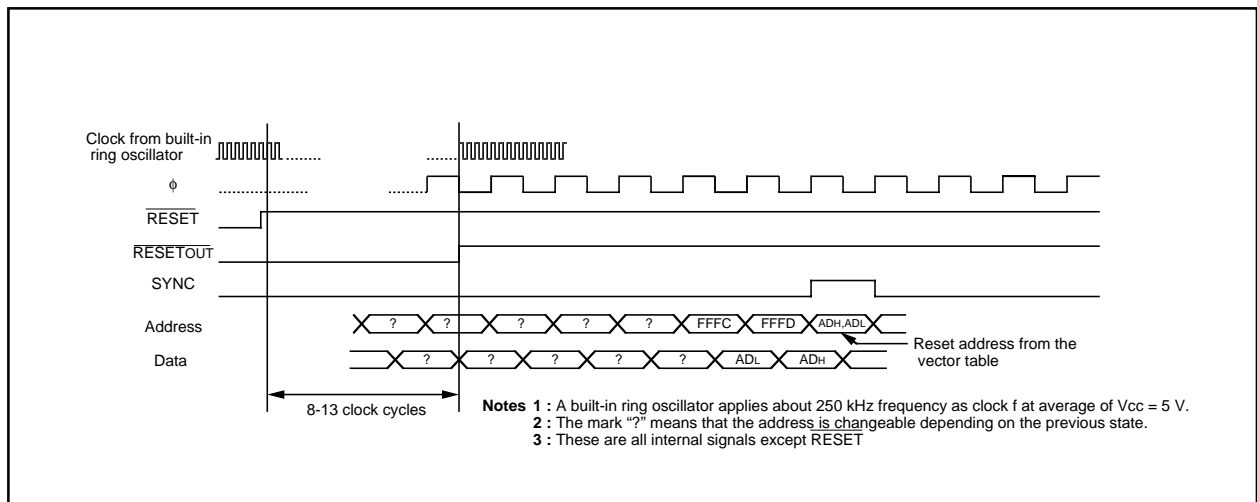 Clock from built-in
ring oscillator
ϕ
RESET
RESETOUT
SYNC
Address
? ? ? ? ? FFFC FFFD ADH,ADL
Data
? ? ? ? ? ADL ADH
Reset address from the
vector table
8-13 clock cycles
Notes 1 : A built-in ring oscillator applies about 250 kHz frequency as clock f at average of Vcc = 5 V.
2 : The mark “?” means that the address is changeable depending on the previous state.
3 : These are all internal signals except RESET